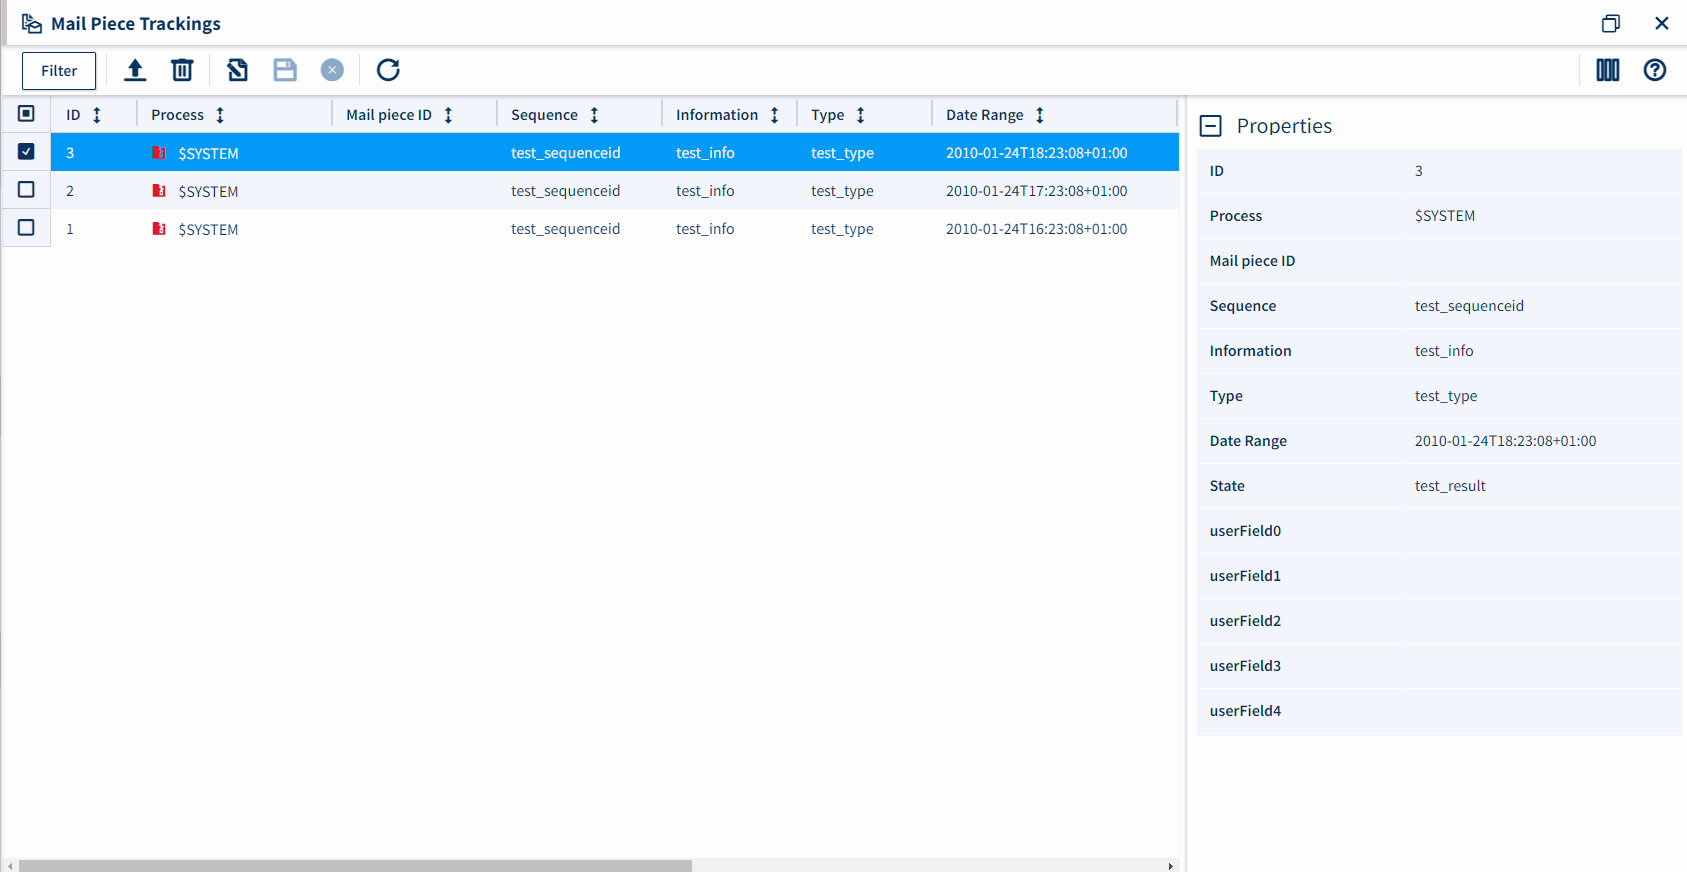 Mail Piece Trackings
Filter
ID Process Mail piece ID Sequence Information Type Date Range
3 $SYSTEM test_sequenceid test_info test_type 2010-01-24T18:23:08+01:00
2 $SYSTEM test_sequenceid test_info test_type 2010-01-24T17:23:08+01:00
1 $SYSTEM test_sequenceid test_info test_type 2010-01-24T16:23:08+01:00
Properties
ID 3
Process $SYSTEM
Mail piece ID
Sequence test_sequenceid
Information test_info
Type test_type
Date Range 2010-01-24T18:23:08+01:00
State test_result
userField0
userField1
userField2
userField3
userField4